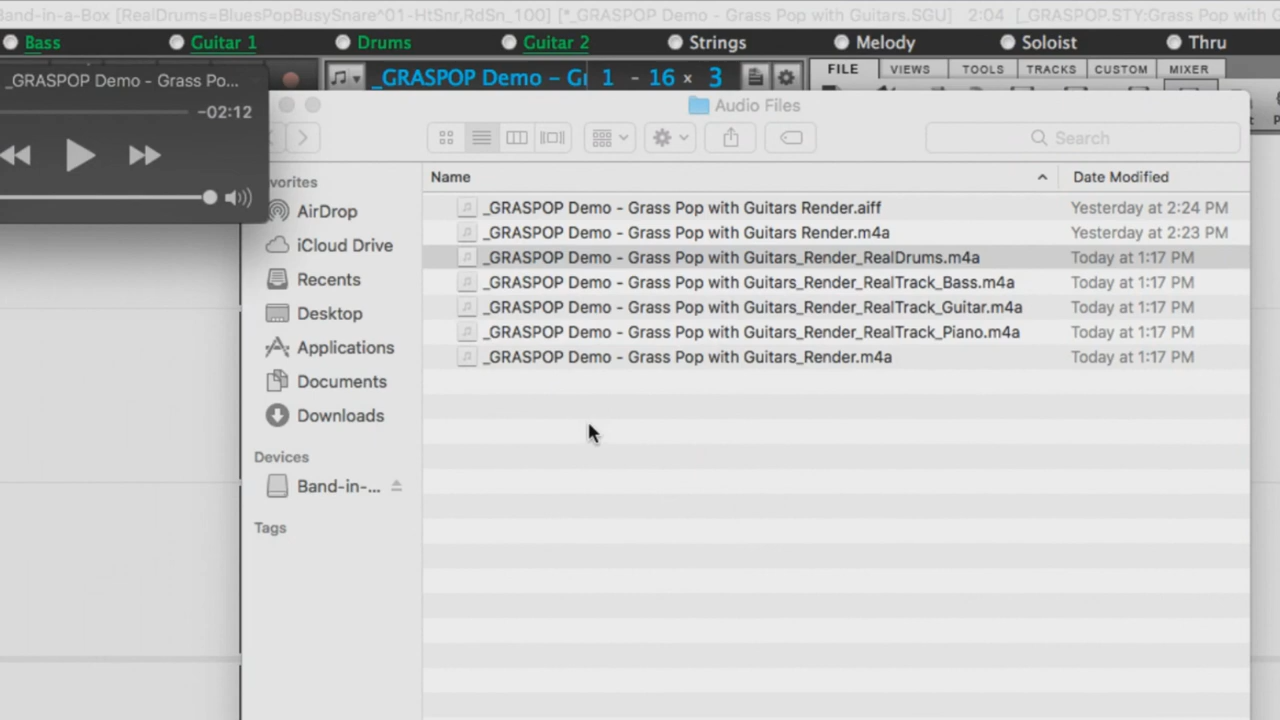 Band-in-a-Box [RealDrums=BluesPopBusySnare^01-HtSnr,RdSn_100] [*_GRASPOP Demo - Grass Pop with Guitars.SGU] 2:04 [_GRASPOP.STY:Grass Pop with G
Bass Guitar 1 Drums Guitar 2 Strings Melody Soloist Thru
_GRASPOP Demo - Grass Po...
-02:12
_GRASPOP Demo - Gr 1 - 16 x 3
FILE VIEWS TOOLS TRACKS CUSTOM MIXER
Audio Files
Search
Favorites
AirDrop
iCloud Drive
Recents
Desktop
Applications
Documents
Downloads
Devices
Band-in-...
Tags
Name Date Modified
_GRASPOP Demo - Grass Pop with Guitars Render.aiff Yesterday at 2:24 PM
_GRASPOP Demo - Grass Pop with Guitars Render.m4a Yesterday at 2:23 PM
_GRASPOP Demo - Grass Pop with Guitars_Render_RealDrums.m4a Today at 1:17 PM
_GRASPOP Demo - Grass Pop with Guitars_Render_RealTrack_Bass.m4a Today at 1:17 PM
_GRASPOP Demo - Grass Pop with Guitars_Render_RealTrack_Guitar.m4a Today at 1:17 PM
_GRASPOP Demo - Grass Pop with Guitars_Render_RealTrack_Piano.m4a Today at 1:17 PM
_GRASPOP Demo - Grass Pop with Guitars_Render.m4a Today at 1:17 PM